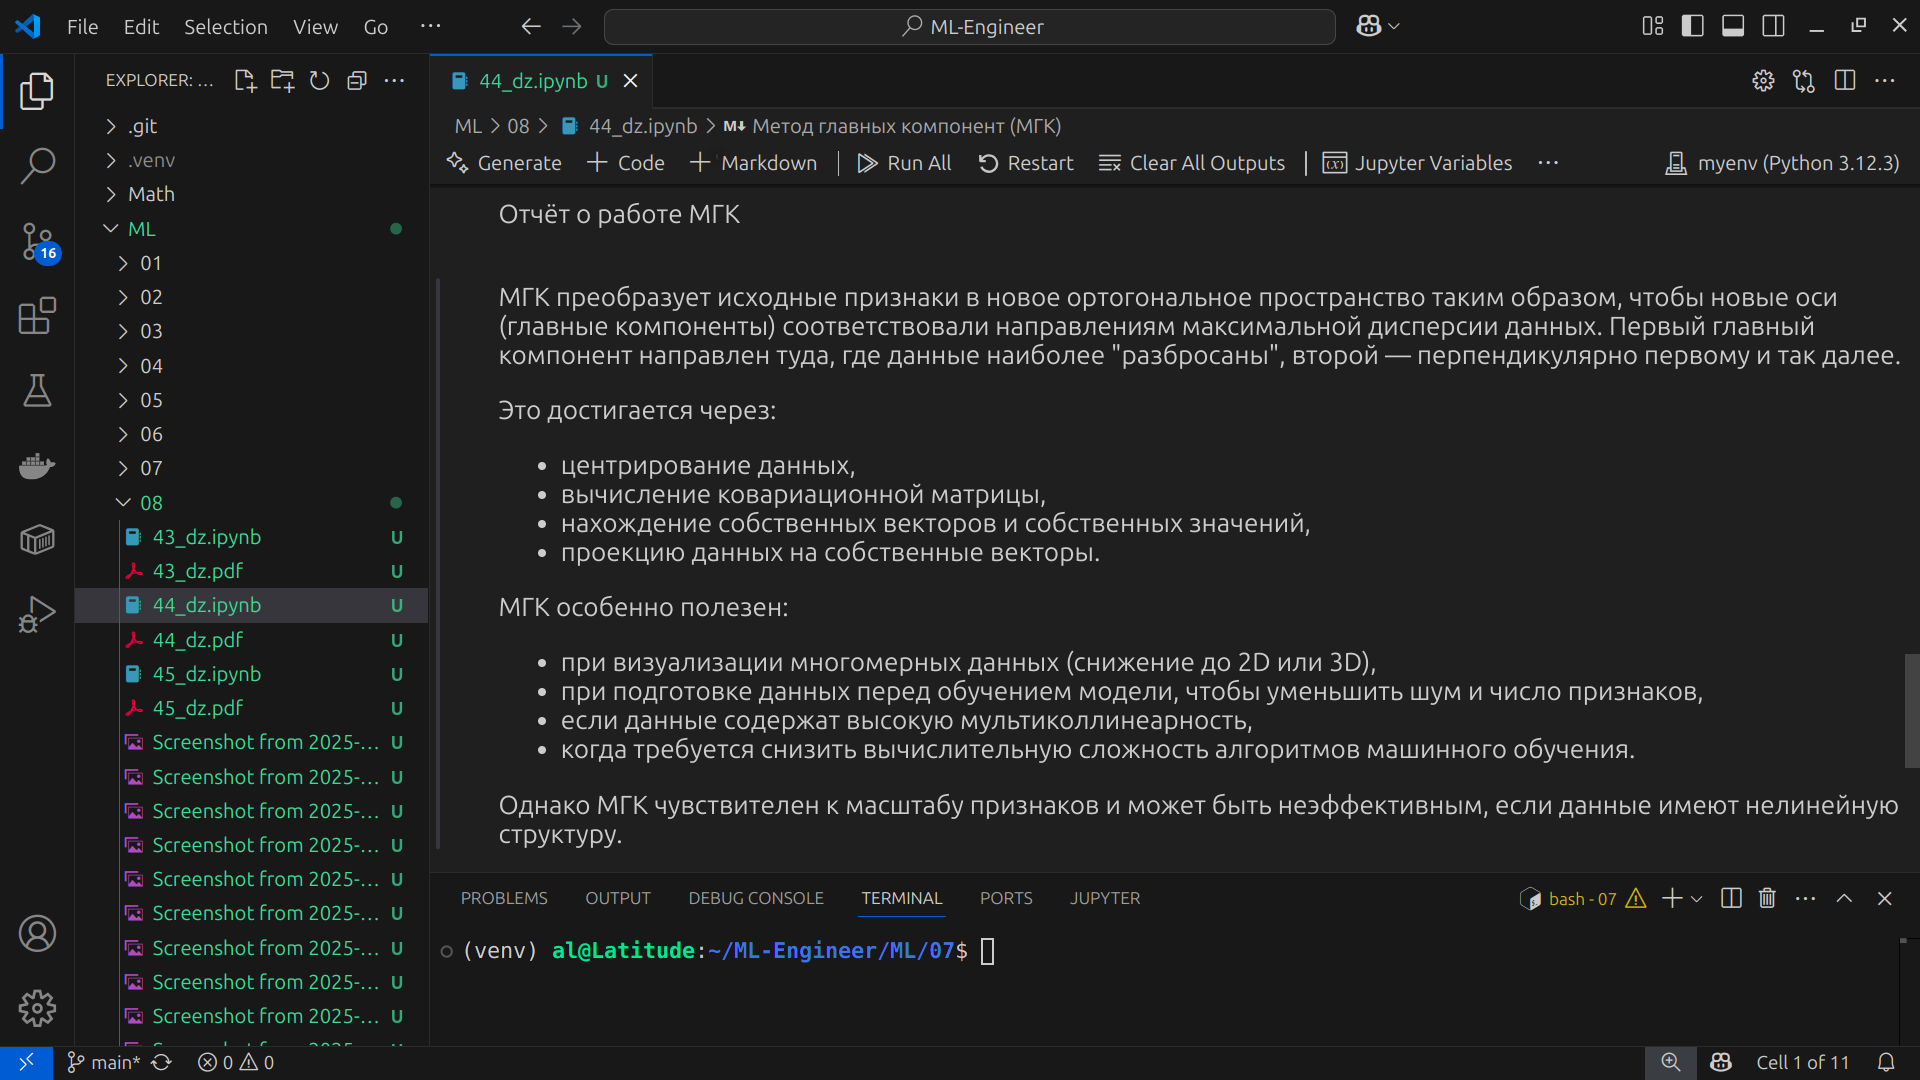 File Edit Selection View Go ··· ML-Engineer
EXPLORER: ...
.git
.venv
Math
ML
01
02
03
04
05
06
07
08
43_dz.ipynb U
43_dz.pdf U
44_dz.ipynb U
44_dz.pdf U
45_dz.ipynb U
45_dz.pdf U
Screenshot from 2025-... U
Screenshot from 2025-... U
Screenshot from 2025-... U
Screenshot from 2025-... U
Screenshot from 2025-... U
Screenshot from 2025-... U
Screenshot from 2025-... U
Screenshot from 2025-... U
Screenshot from 2025-... U
16
44_dz.ipynb U
ML > 08 > 44_dz.ipynb > M↓ Метод главных компонент (МГК)
Generate + Code + Markdown | Run All Restart Clear All Outputs | Jupyter Variables ··· myenv (Python 3.12.3)
Отчёт о работе МГК
МГК преобразует исходные признаки в новое ортогональное пространство таким образом, чтобы новые оси
(главные компоненты) соответствовали направлениям максимальной дисперсии данных. Первый главный
компонент направлен туда, где данные наиболее "разбросаны", второй — перпендикулярно первому и так далее.
Это достигается через:
• центрирование данных,
• вычисление ковариационной матрицы,
• нахождение собственных векторов и собственных значений,
• проекцию данных на собственные векторы.
МГК особенно полезен:
• при визуализации многомерных данных (снижение до 2D или 3D),
• при подготовке данных перед обучением модели, чтобы уменьшить шум и число признаков,
• если данные содержат высокую мультиколлинеарность,
• когда требуется снизить вычислительную сложность алгоритмов машинного обучения.
Однако МГК чувствителен к масштабу признаков и может быть неэффективным, если данные имеют нелинейную
структуру.
PROBLEMS OUTPUT DEBUG CONSOLE TERMINAL PORTS JUPYTER bash - 07
(venv) al@Latitude:~/ML-Engineer/ML/07$
main* 0 0 Cell 1 of 11